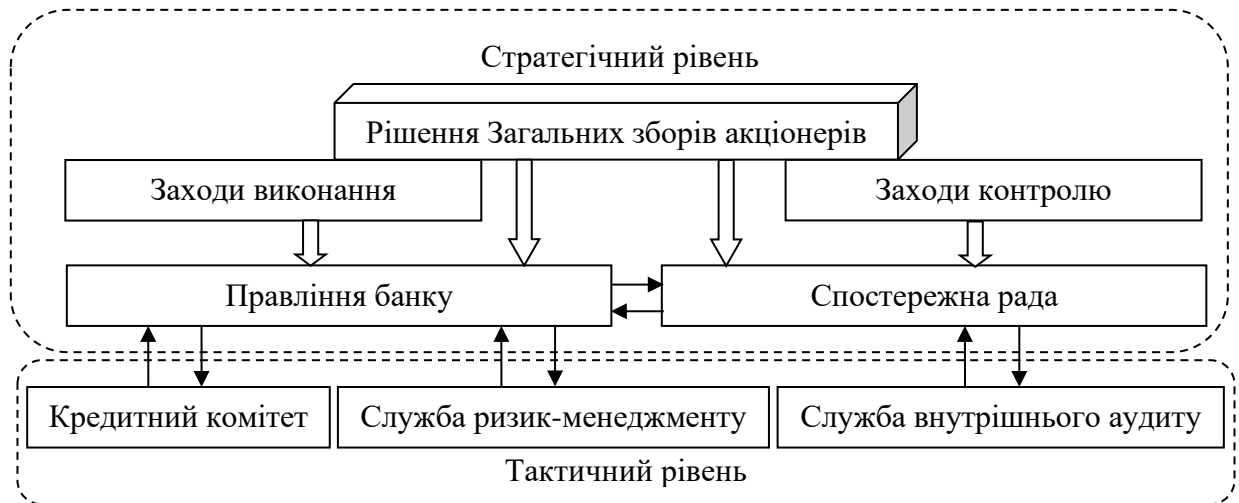 Стратегічний рівень
Рішення Загальних зборів акціонерів
Заходи виконання
Заходи контролю
Правління банку
Спостережна рада
Кредитний комітет
Служба ризик-менеджменту
Служба внутрішнього аудиту
Тактичний рівень